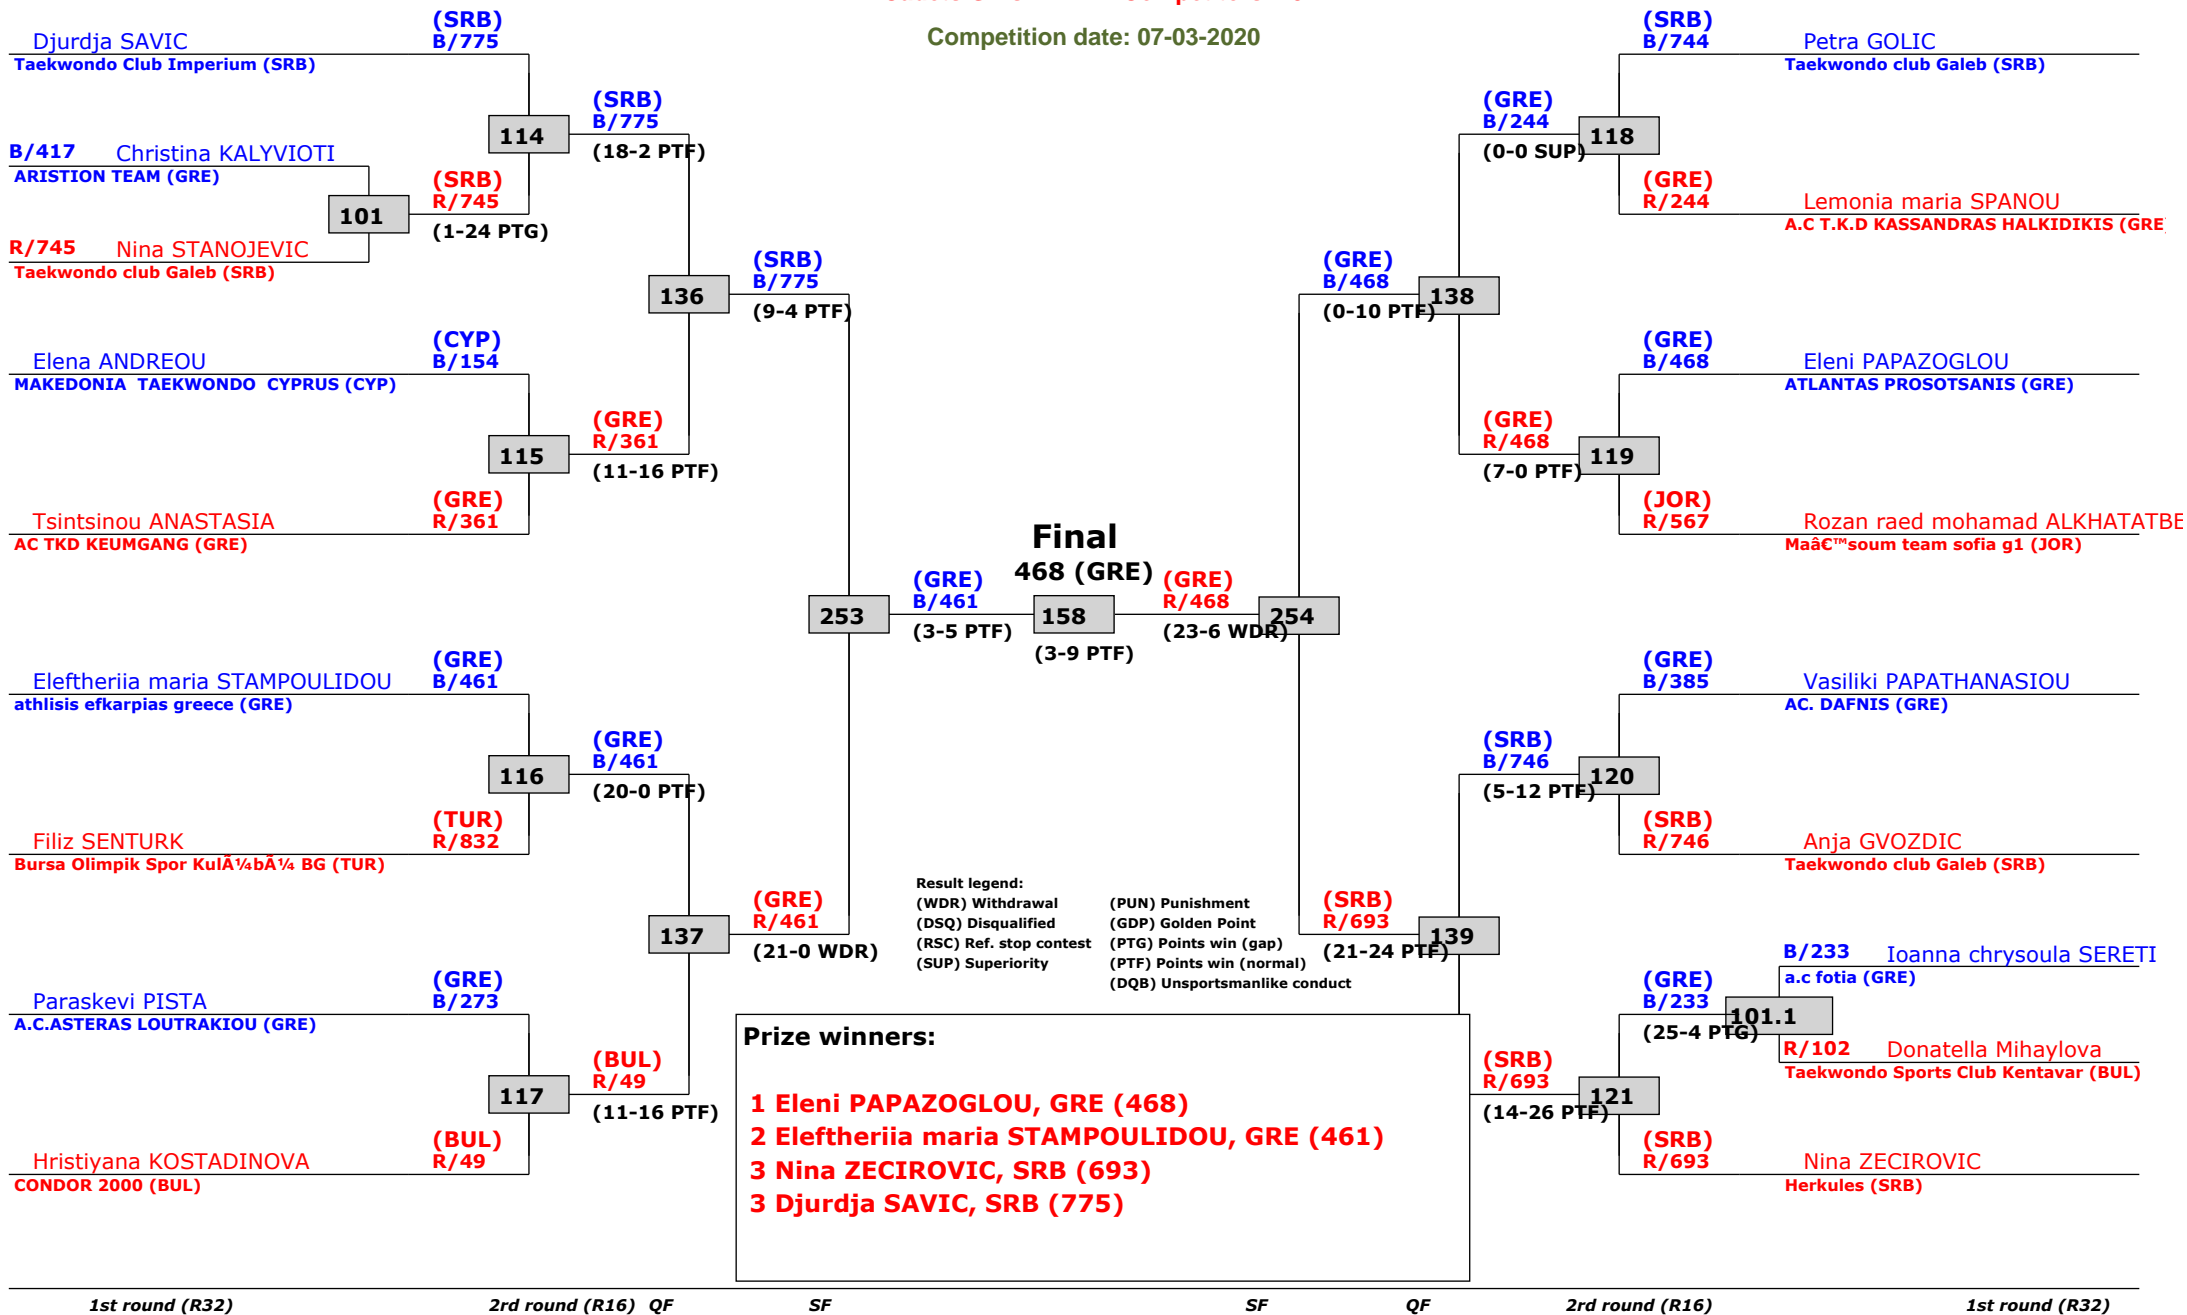 Competition date: 07-03-2020
Djurdja SAVIC
(SRB)
B/775
Taekwondo Club Imperium (SRB)
B/417 Christina KALYVIOTI
ARISTION TEAM (GRE)
101
R/745 Nina STANOJEVIC
Taekwondo club Galeb (SRB)
(SRB)
R/745
(1-24 PTG)
114
(SRB)
B/775
(18-2 PTF)
Elena ANDREOU
(CYP)
B/154
MAKEDONIA TAEKWONDO CYPRUS (CYP)
115
Tsintsinou ANASTASIA
(GRE)
R/361
AC TKD KEUMGANG (GRE)
(GRE)
R/361
(11-16 PTF)
136
(SRB)
B/775
(9-4 PTF)
Eleftheriia maria STAMPOULIDOU
(GRE)
B/461
athlisis efkarpias greece (GRE)
116
Filiz SENTURK
(TUR)
R/832
Bursa Olimpik Spor KulÃ¼bÃ¼ BG (TUR)
(GRE)
B/461
(20-0 PTF)
Paraskevi PISTA
(GRE)
B/273
A.C.ASTERAS LOUTRAKIOU (GRE)
117
Hristiyana KOSTADINOVA
(BUL)
R/49
CONDOR 2000 (BUL)
(BUL)
R/49
(11-16 PTF)
137
(GRE)
R/461
(21-0 WDR)
253
(GRE)
B/461
(3-5 PTF)
Final
468 (GRE)
158
(3-9 PTF)
(GRE)
R/468
(23-6 WDR)
254
(SRB)
B/744
Petra GOLIC
Taekwondo club Galeb (SRB)
118
(GRE)
R/244
Lemonia maria SPANOU
A.C T.K.D KASSANDRAS HALKIDIKIS (GRE
(GRE)
B/244
(0-0 SUP)
(GRE)
B/468
Eleni PAPAZOGLOU
ATLANTAS PROSOTSANIS (GRE)
119
(JOR)
R/567
Rozan raed mohamad ALKHATATBE
Maâ€™soum team sofia g1 (JOR)
(GRE)
R/468
(7-0 PTF)
138
(GRE)
B/468
(0-10 PTF)
(GRE)
B/385
Vasiliki PAPATHANASIOU
AC. DAFNIS (GRE)
120
(SRB)
R/746
Anja GVOZDIC
Taekwondo club Galeb (SRB)
(SRB)
B/746
(5-12 PTF)
B/233 Ioanna chrysoula SERETI
a.c fotia (GRE)
101.1
R/102 Donatella Mihaylova
Taekwondo Sports Club Kentavar (BUL)
(GRE)
B/233
(25-4 PTG)
121
(SRB)
R/693
Nina ZECIROVIC
Herkules (SRB)
(SRB)
R/693
(14-26 PTF)
139
(SRB)
R/693
(21-24 PTF)
Result legend:
(WDR) Withdrawal
(DSQ) Disqualified
(RSC) Ref. stop contest
(SUP) Superiority
(PUN) Punishment
(GDP) Golden Point
(PTG) Points win (gap)
(PTF) Points win (normal)
(DQB) Unsportsmanlike conduct
Prize winners:
1 Eleni PAPAZOGLOU, GRE (468)
2 Eleftheriia maria STAMPOULIDOU, GRE (461)
3 Nina ZECIROVIC, SRB (693)
3 Djurdja SAVIC, SRB (775)
1st round (R32) 2rd round (R16) QF SF SF QF 2rd round (R16) 1st round (R32)